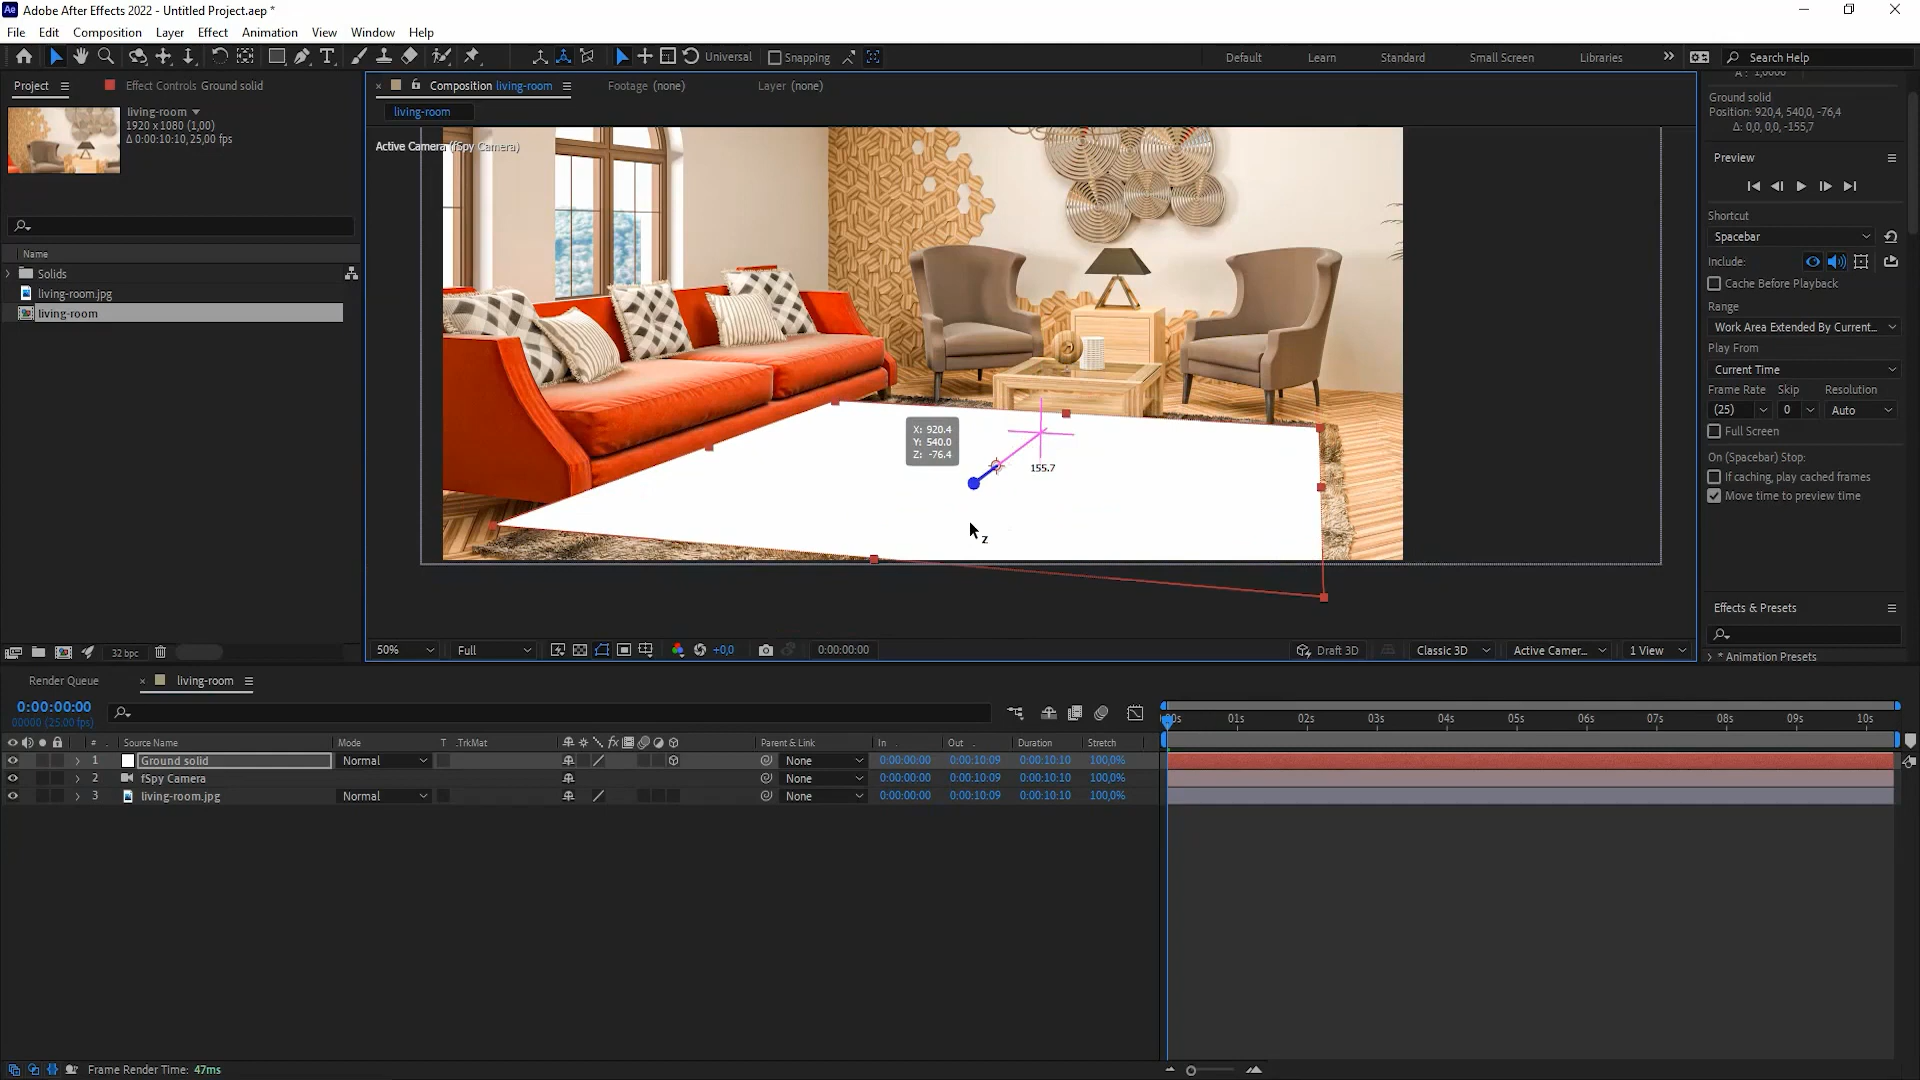 Adobe After Effects 2022 - Untitled Project.aep *
File Edit Composition Layer Effect Animation View Window Help
Universal Snapping Default Learn Standard Small Screen Libraries Search Help
Project Effect Controls Ground solid
living-room
1920 x 1080 (1,00)
Δ 0:00:10:10, 25,00 fps
Name
Solids
living-room.jpg
living-room
32 bpc
Composition living-room Footage (none) Layer (none)
living-room
Active Camera (fSpy Camera)
X: 920.4
Y: 540.0
Z: -76.4
155.7
z
50% Full +0,0 0:00:00:00 Draft 3D Classic 3D Active Camer... 1 View
A : 1,0000
Ground solid
Position: 920,4, 540,0, -76,4
Δ: 0,0, 0,0, -155,7
Preview
Shortcut
Spacebar
Include:
Cache Before Playback
Range
Work Area Extended By Current...
Play From
Current Time
Frame Rate Skip Resolution
(25) 0 Auto
Full Screen
On (Spacebar) Stop:
If caching, play cached frames
Move time to preview time
Effects & Presets
* Animation Presets
Render Queue living-room
0:00:00:00
00000 (25.00 fps)
# Source Name Mode T .TrkMat fx Parent & Link In Out Duration Stretch
1 Ground solid Normal None 0:00:00:00 0:00:10:09 0:00:10:10 100,0%
2 fSpy Camera None 0:00:00:00 0:00:10:09 0:00:10:10 100,0%
3 living-room.jpg Normal None 0:00:00:00 0:00:10:09 0:00:10:10 100,0%
01s 02s 03s 04s 05s 06s 07s 08s 09s 10s
Frame Render Time: 47ms